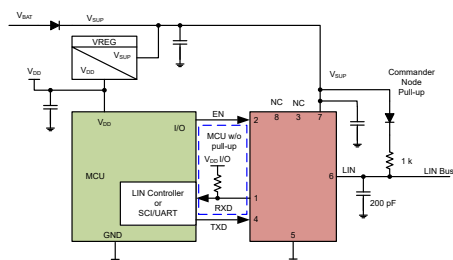 VBAT
VSUP
VREG
VSUP
VDD
VDD
VSUP
Commander
Node
Pull-up
NC
NC
EN
2
8
3
7
VDD
I/O
MCU w/o
pull-up
VDD I/O
MCU
1 k
LIN
LIN Bus
6
LIN Controller
or
SCI/UART
1
RXD
200 pF
4
TXD
GND
5